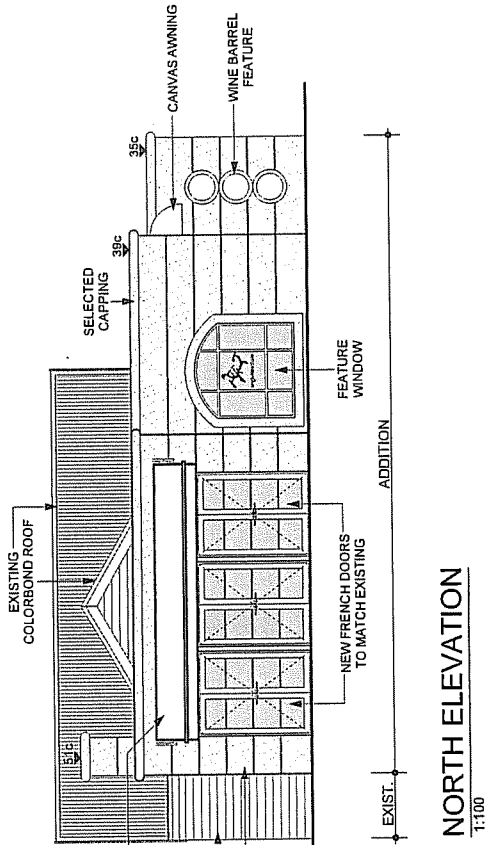 EXISTING
COLORBOND ROOF
SELECTED
CAPPING
CANVAS AWNING
WINE BARREL
FEATURE
51c
39c
35c
NEW FRENCH DOORS
TO MATCH EXISTING
FEATURE
WINDOW
EXIST.
ADDITION
NORTH ELEVATION
1:100